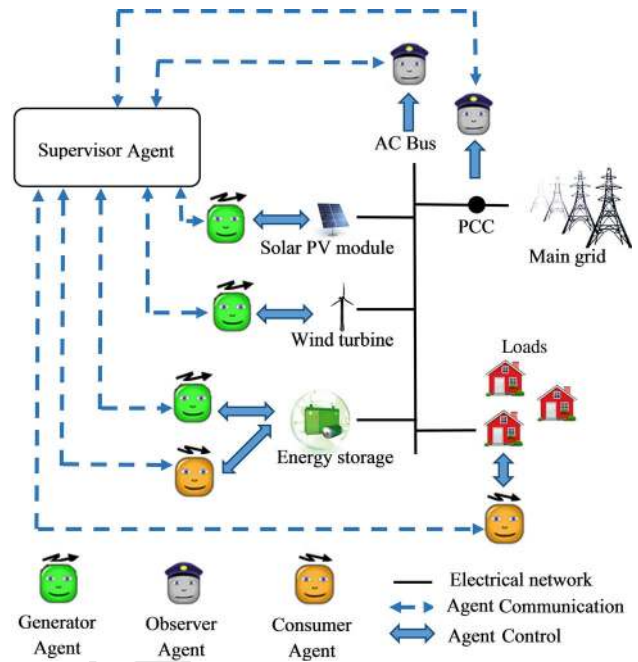 AC Bus
Supervisor Agent
PCC
Main grid
Solar PV module
Wind turbine
Loads
Energy storage
Electrical network
Agent Communication
Agent Control
Generator
Agent
Observer
Agent
Consumer
Agent